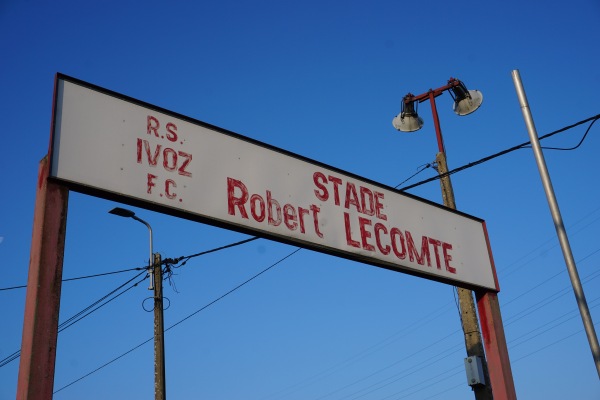 R.S.
IVOZ
F.C.
STADE
Robert LECOMTE